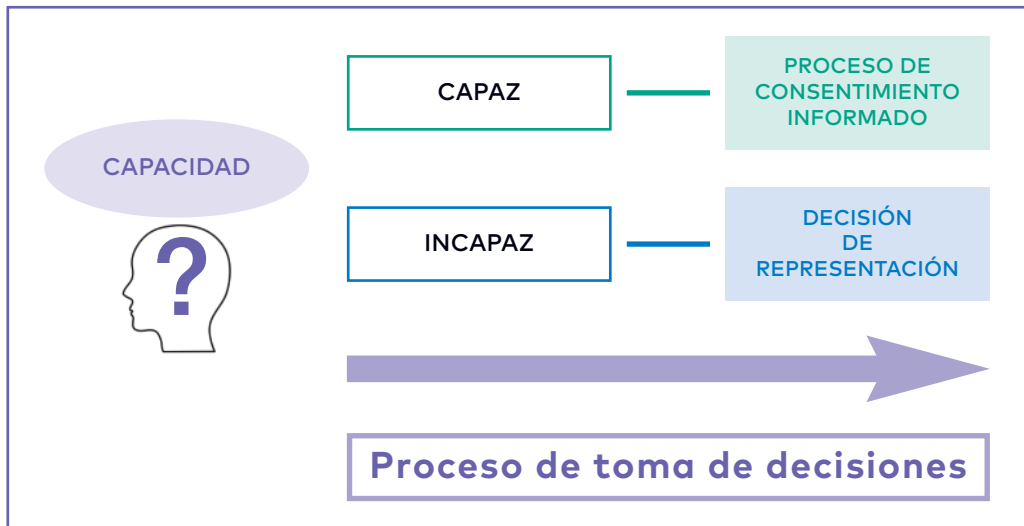 CAPACIDAD
?
CAPAZ
PROCESO DE
CONSENTIMIENTO
INFORMADO
INCAPAZ
DECISIÓN
DE
REPRESENTACIÓN
Proceso de toma de decisiones